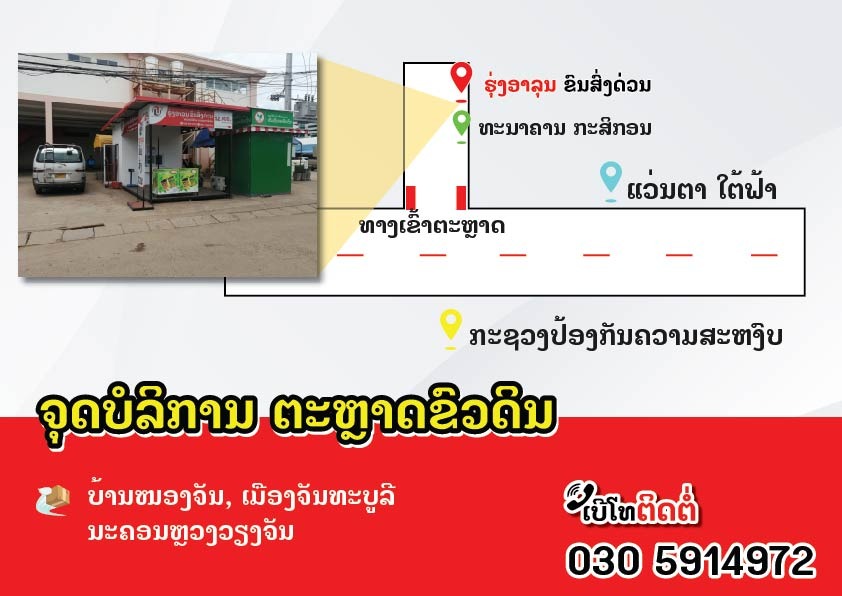 ຮຸ່ງອາລຸນ ຂົນສົ່ງດ່ວນ
ທະນາຄານ ກະສິກອນ
ແວ່ນຕາ ໃຕ້ຟ້າ
ທາງເຂົ້າຕະຫຼາດ
ກະຊວງປ້ອງກັນຄວາມສະຫງົບ
ຈຸດບໍລິການ ຕະຫຼາດຂົວດິນ
ບ້ານໜອງຈັນ, ເມືອງຈັນທະບູລີ
ນະຄອນຫຼວງວຽງຈັນ
ເບີໂທຕິດຕໍ່
030 5914972